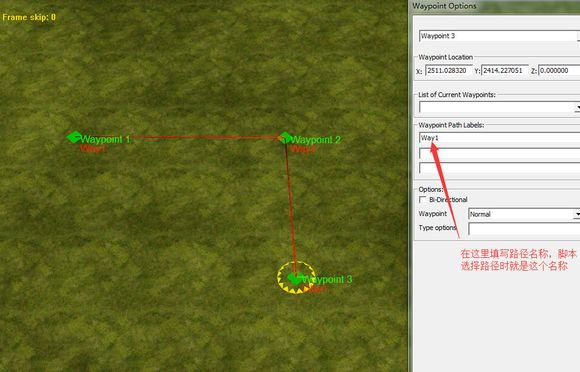 Waypoint Options
Frame skip: 0
Waypoint 3
Waypoint Location
X: 2511.028320 Y: 2414.227051 Z: 0.000000
List of Current Waypoints:
Waypoint Path Labels:
Way1
Options:
Bi-Directional
Waypoint Normal
Type options
在这里填写路径名称，脚本
选择路径时就是这个名称
Waypoint 1
Waypoint 2
Waypoint 3